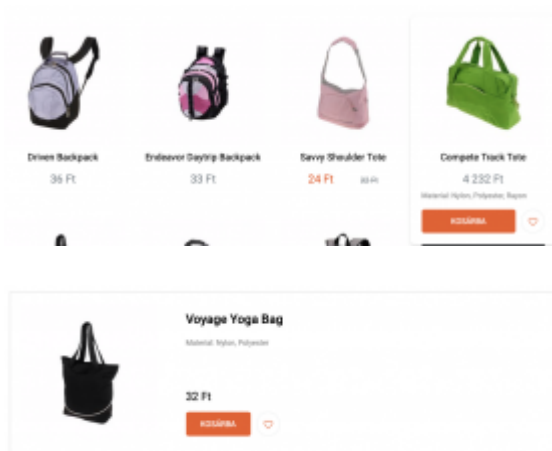 Driven Backpack
36 Ft
Endeavor Daytrip Backpack
33 Ft
Savvy Shoulder Tote
24 Ft
Compete Track Tote
4 232 Ft
Material: Nylon, Polyester, Rayon
KOSÁRBA
Voyage Yoga Bag
Material: Nylon, Polyester
32 Ft
KOSÁRBA